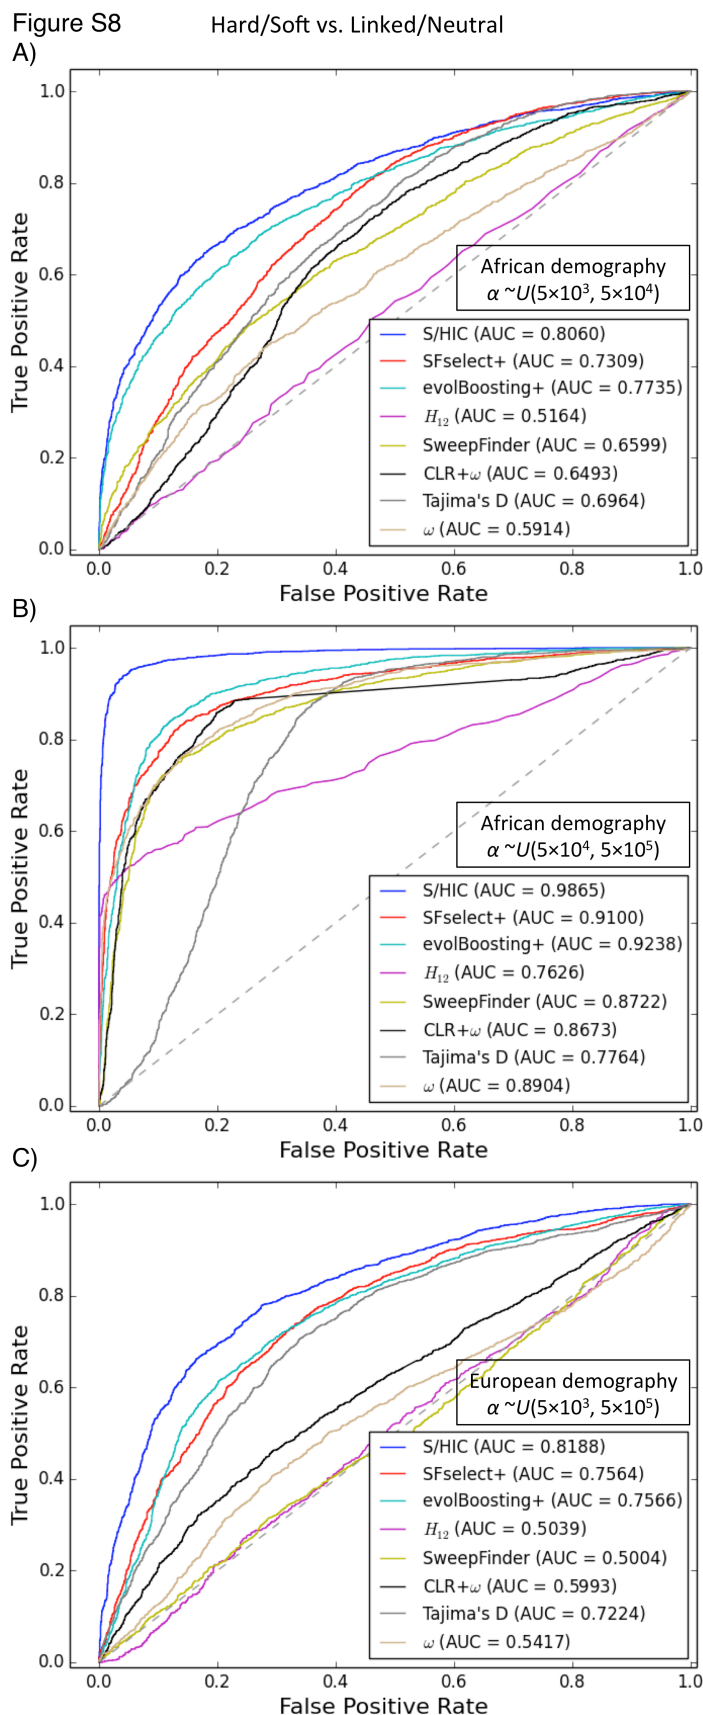 Figure S8
Hard/Soft vs. Linked/Neutral
A)
1.0
0.8
0.6
0.4
0.2
0.0
True Positive Rate
African demography
α ~U(5×10³, 5×10⁴)
S/HIC (AUC = 0.8060)
SFselect+ (AUC = 0.7309)
evolBoosting+ (AUC = 0.7735)
H₁₂ (AUC = 0.5164)
SweepFinder (AUC = 0.6599)
CLR+ω (AUC = 0.6493)
Tajima's D (AUC = 0.6964)
ω (AUC = 0.5914)
0.0 0.2 0.4 0.6 0.8 1.0
False Positive Rate
B)
1.0
0.8
0.6
0.4
0.2
0.0
True Positive Rate
African demography
α ~U(5×10⁴, 5×10⁵)
S/HIC (AUC = 0.9865)
SFselect+ (AUC = 0.9100)
evolBoosting+ (AUC = 0.9238)
H₁₂ (AUC = 0.7626)
SweepFinder (AUC = 0.8722)
CLR+ω (AUC = 0.8673)
Tajima's D (AUC = 0.7764)
ω (AUC = 0.8904)
0.0 0.2 0.4 0.6 0.8 1.0
False Positive Rate
C)
1.0
0.8
0.6
0.4
0.2
0.0
True Positive Rate
European demography
α ~U(5×10³, 5×10⁵)
S/HIC (AUC = 0.8188)
SFselect+ (AUC = 0.7564)
evolBoosting+ (AUC = 0.7566)
H₁₂ (AUC = 0.5039)
SweepFinder (AUC = 0.5004)
CLR+ω (AUC = 0.5993)
Tajima's D (AUC = 0.7224)
ω (AUC = 0.5417)
0.0 0.2 0.4 0.6 0.8 1.0
False Positive Rate